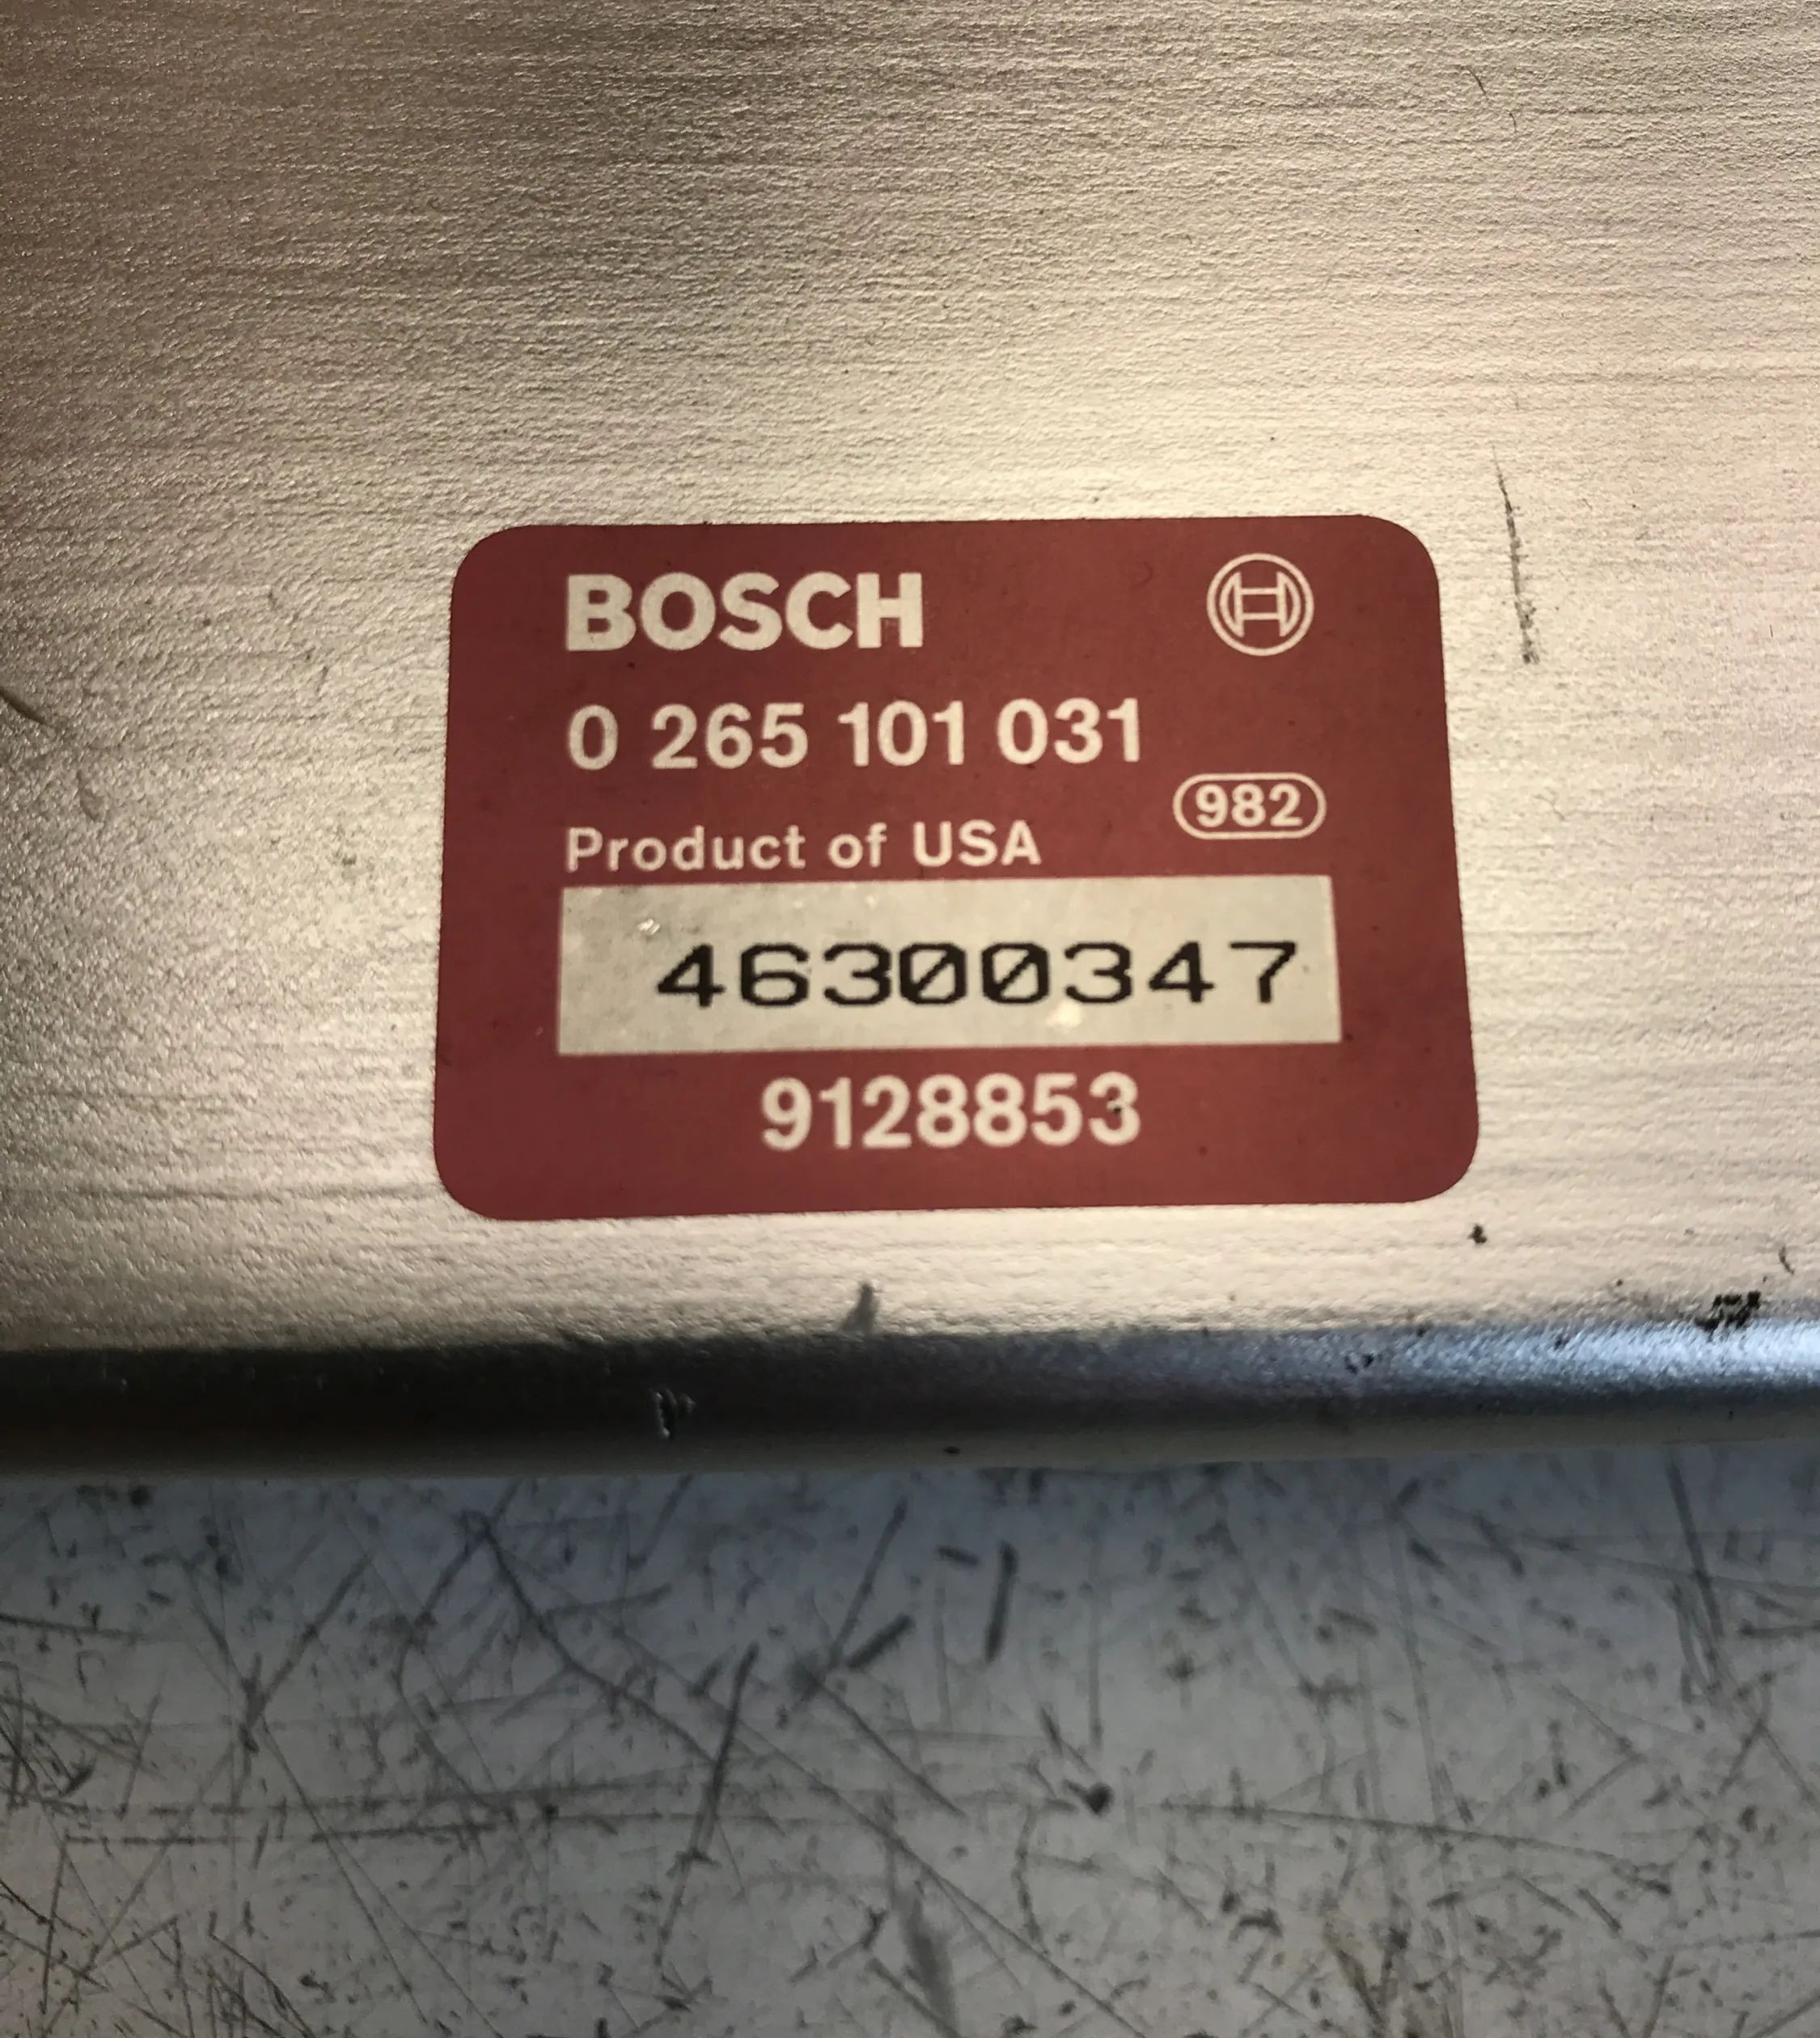 BOSCH
0 265 101 031
982
Product of USA
46300347
9128853